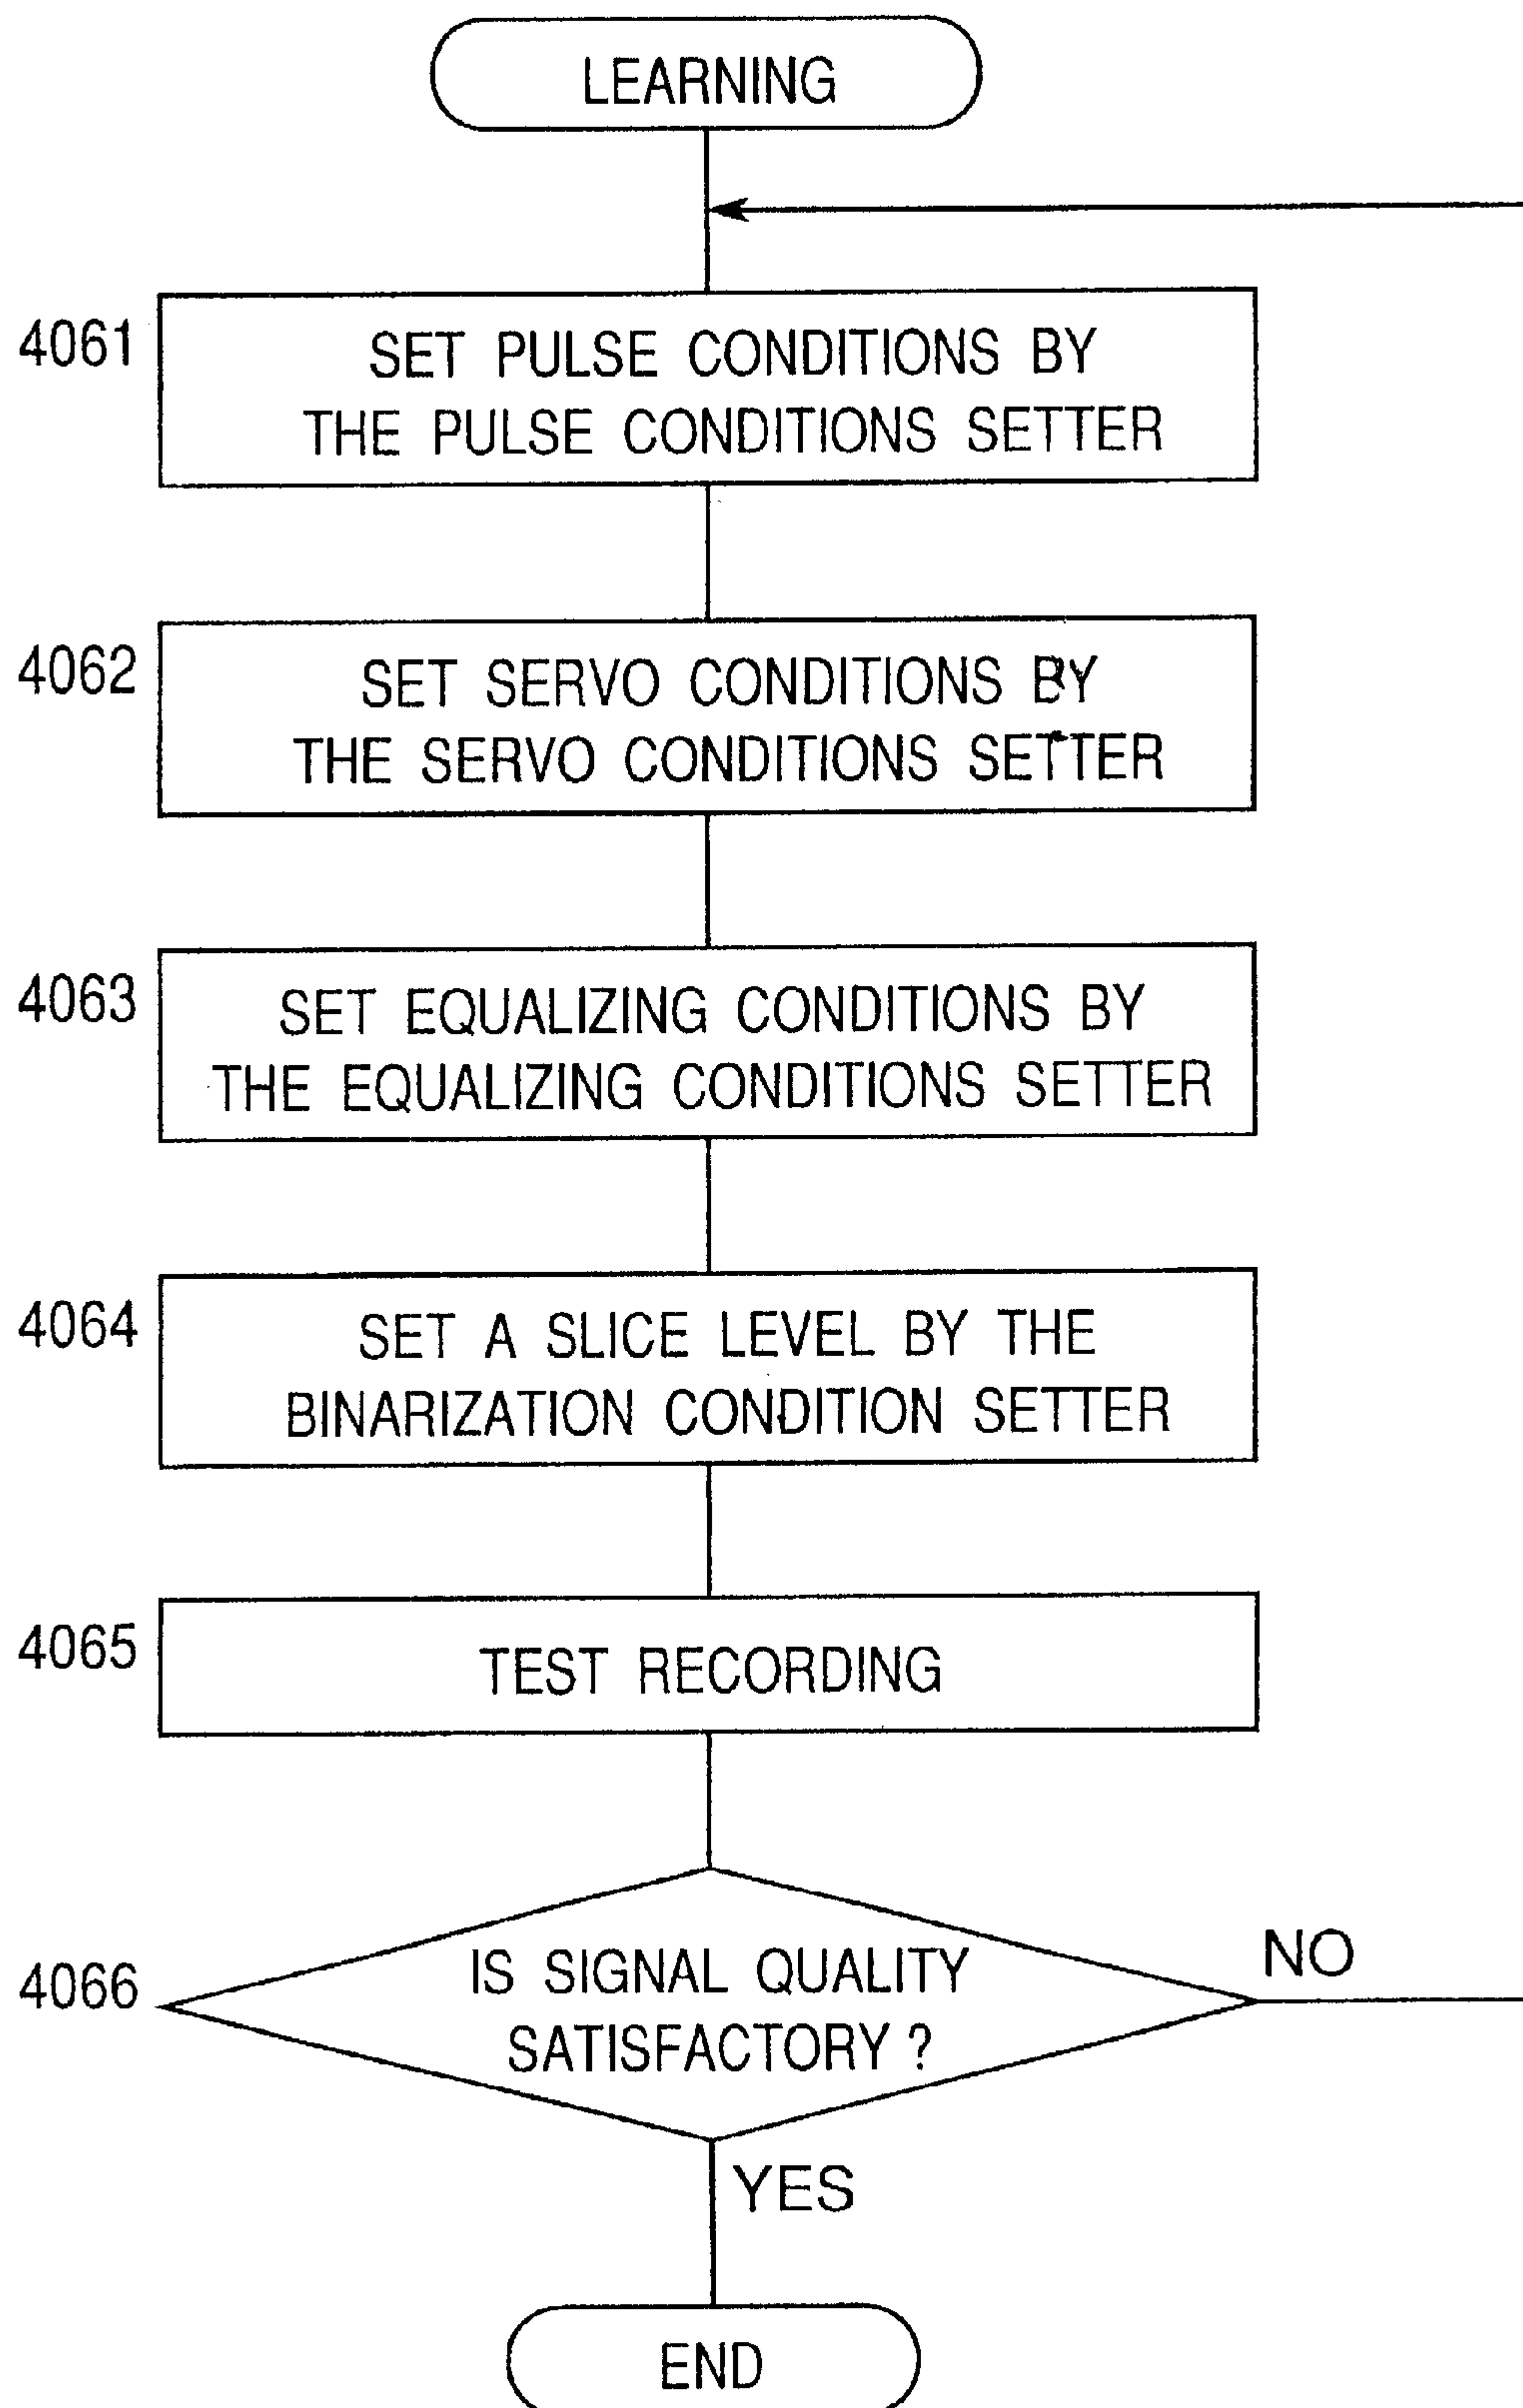 LEARNING
4061
SET PULSE CONDITIONS BY
THE PULSE CONDITIONS SETTER
4062
SET SERVO CONDITIONS BY
THE SERVO CONDITIONS SETTER
4063
SET EQUALIZING CONDITIONS BY
THE EQUALIZING CONDITIONS SETTER
4064
SET A SLICE LEVEL BY THE
BINARIZATION CONDITION SETTER
4065
TEST RECORDING
4066
IS SIGNAL QUALITY
SATISFACTORY ?
NO
YES
END